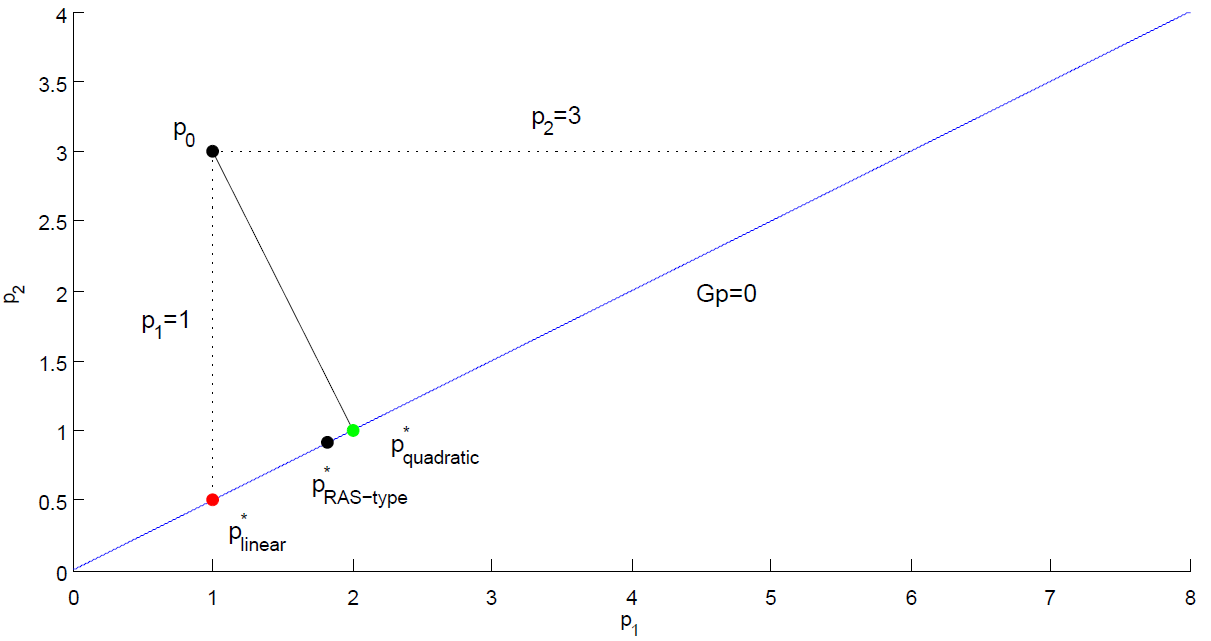 4
3.5
p0
p2=3
3
2.5
p2
2
Gp=0
p1=1
1.5
1
p*quadratic
p*RAS−type
0.5
p*linear
0
0 1 2 3 4 5 6 7 8
p1